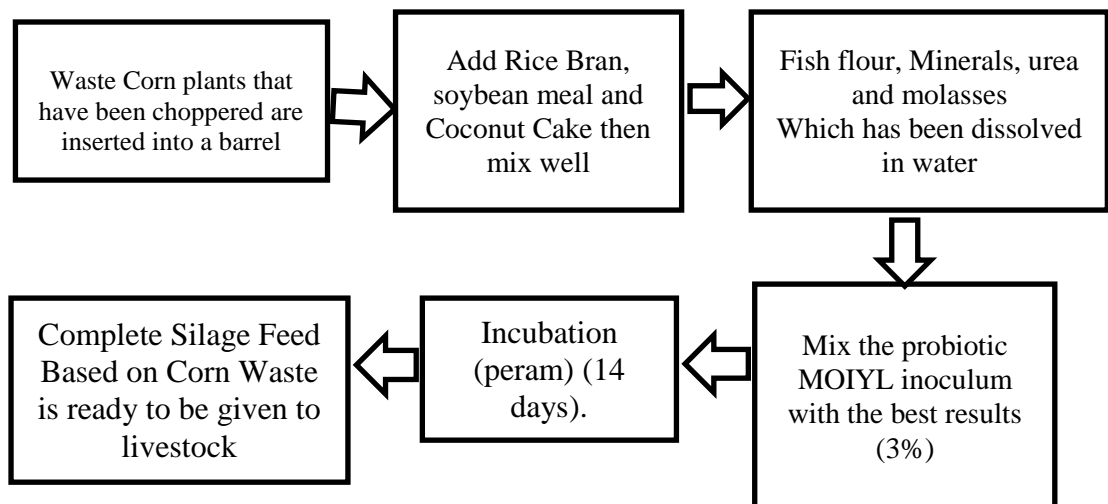 Waste Corn plants that
have been choppered are
inserted into a barrel
Add Rice Bran,
soybean meal and
Coconut Cake then
mix well
Fish flour, Minerals, urea
and molasses
Which has been dissolved
in water
Mix the probiotic
MOIYL inoculum
with the best results
(3%)
Incubation
(peram) (14
days).
Complete Silage Feed
Based on Corn Waste
is ready to be given to
livestock